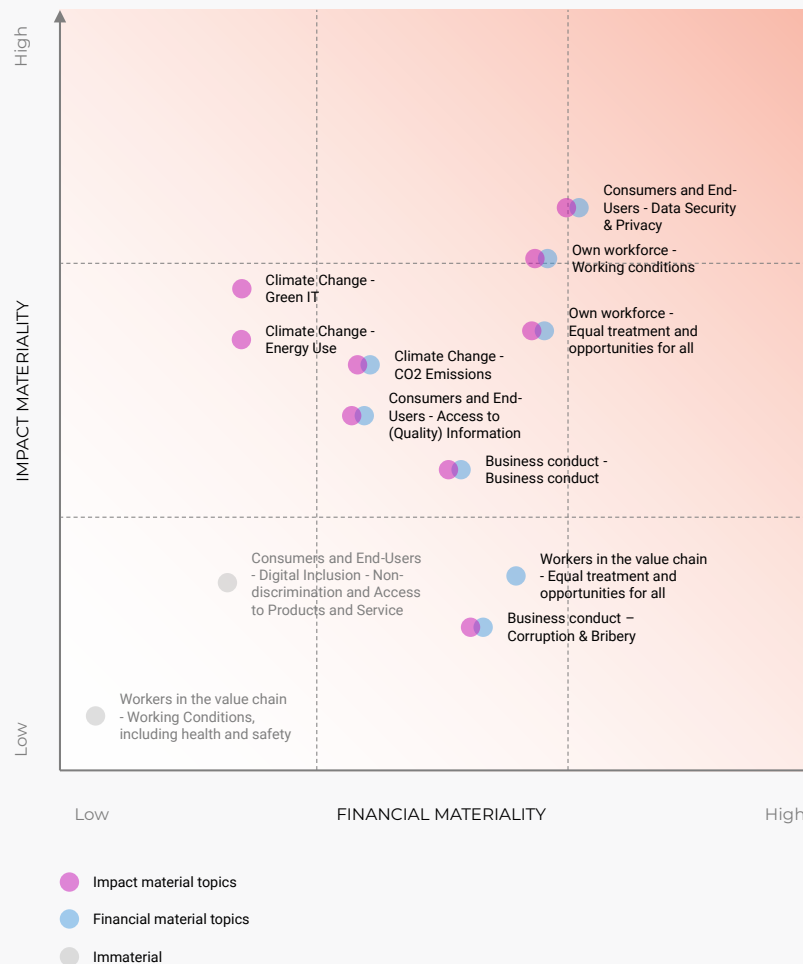 High
Consumers and End-
Users - Data Security
& Privacy
Own workforce -
Working conditions
Climate Change -
Green IT
Own workforce -
Equal treatment and
opportunities for all
Climate Change -
Energy Use
Climate Change -
CO2 Emissions
Consumers and End-
Users - Access to
(Quality) Information
IMPACT MATERIALITY
Business conduct -
Business conduct
Consumers and End-Users
- Digital Inclusion - Non-
discrimination and Access
to Products and Service
Workers in the value chain
- Equal treatment and
opportunities for all
Business conduct –
Corruption & Bribery
Workers in the value chain
- Working Conditions,
including health and safety
Low
Low
FINANCIAL MATERIALITY
High
Impact material topics
Financial material topics
Immaterial